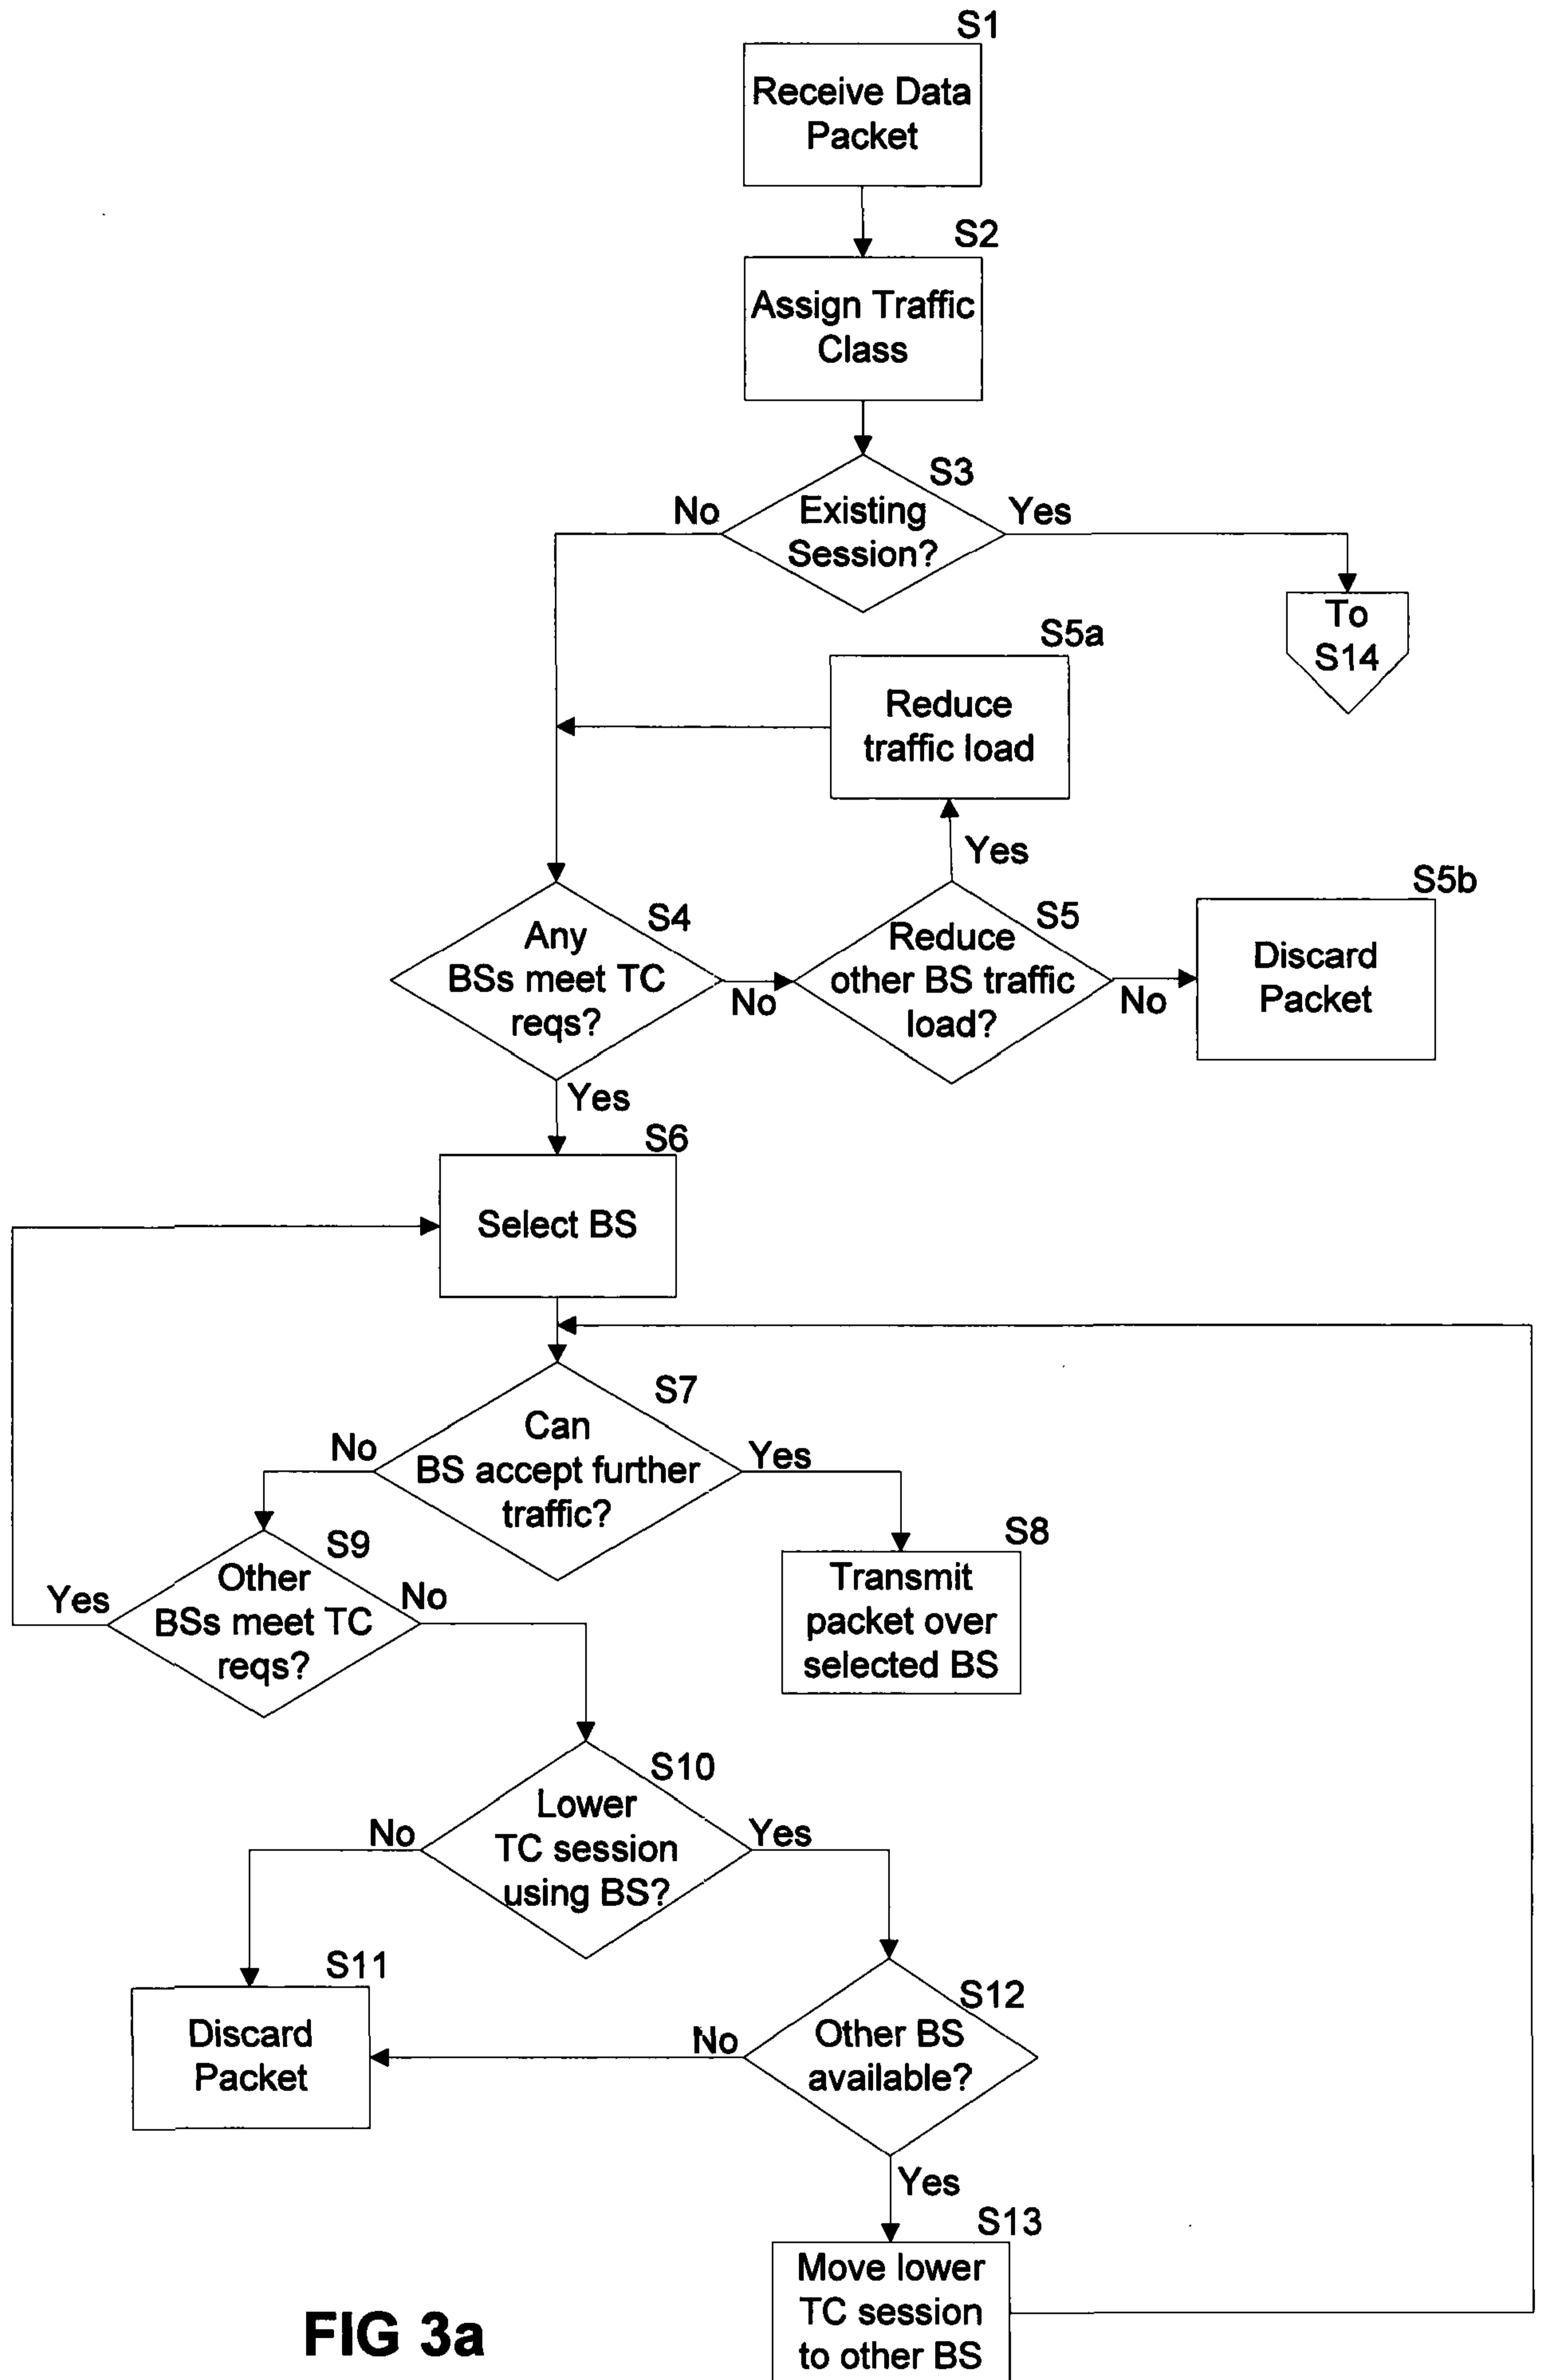 S1
Receive Data
Packet
S2
Assign Traffic
Class
S3
No
Existing
Session?
Yes
To
S14
S5a
Reduce
traffic load
Yes
S4
Any
BSs meet TC
reqs?
No
S5
Reduce
other BS traffic
load?
No
S5b
Discard
Packet
Yes
S6
Select BS
S7
Can
BS accept further
traffic?
No
Yes
S8
Transmit
packet over
selected BS
S9
Other
BSs meet TC
reqs?
Yes
No
S10
Lower
TC session
using BS?
No
Yes
S11
Discard
Packet
S12
Other BS
available?
No
Yes
S13
Move lower
TC session
to other BS
FIG 3a